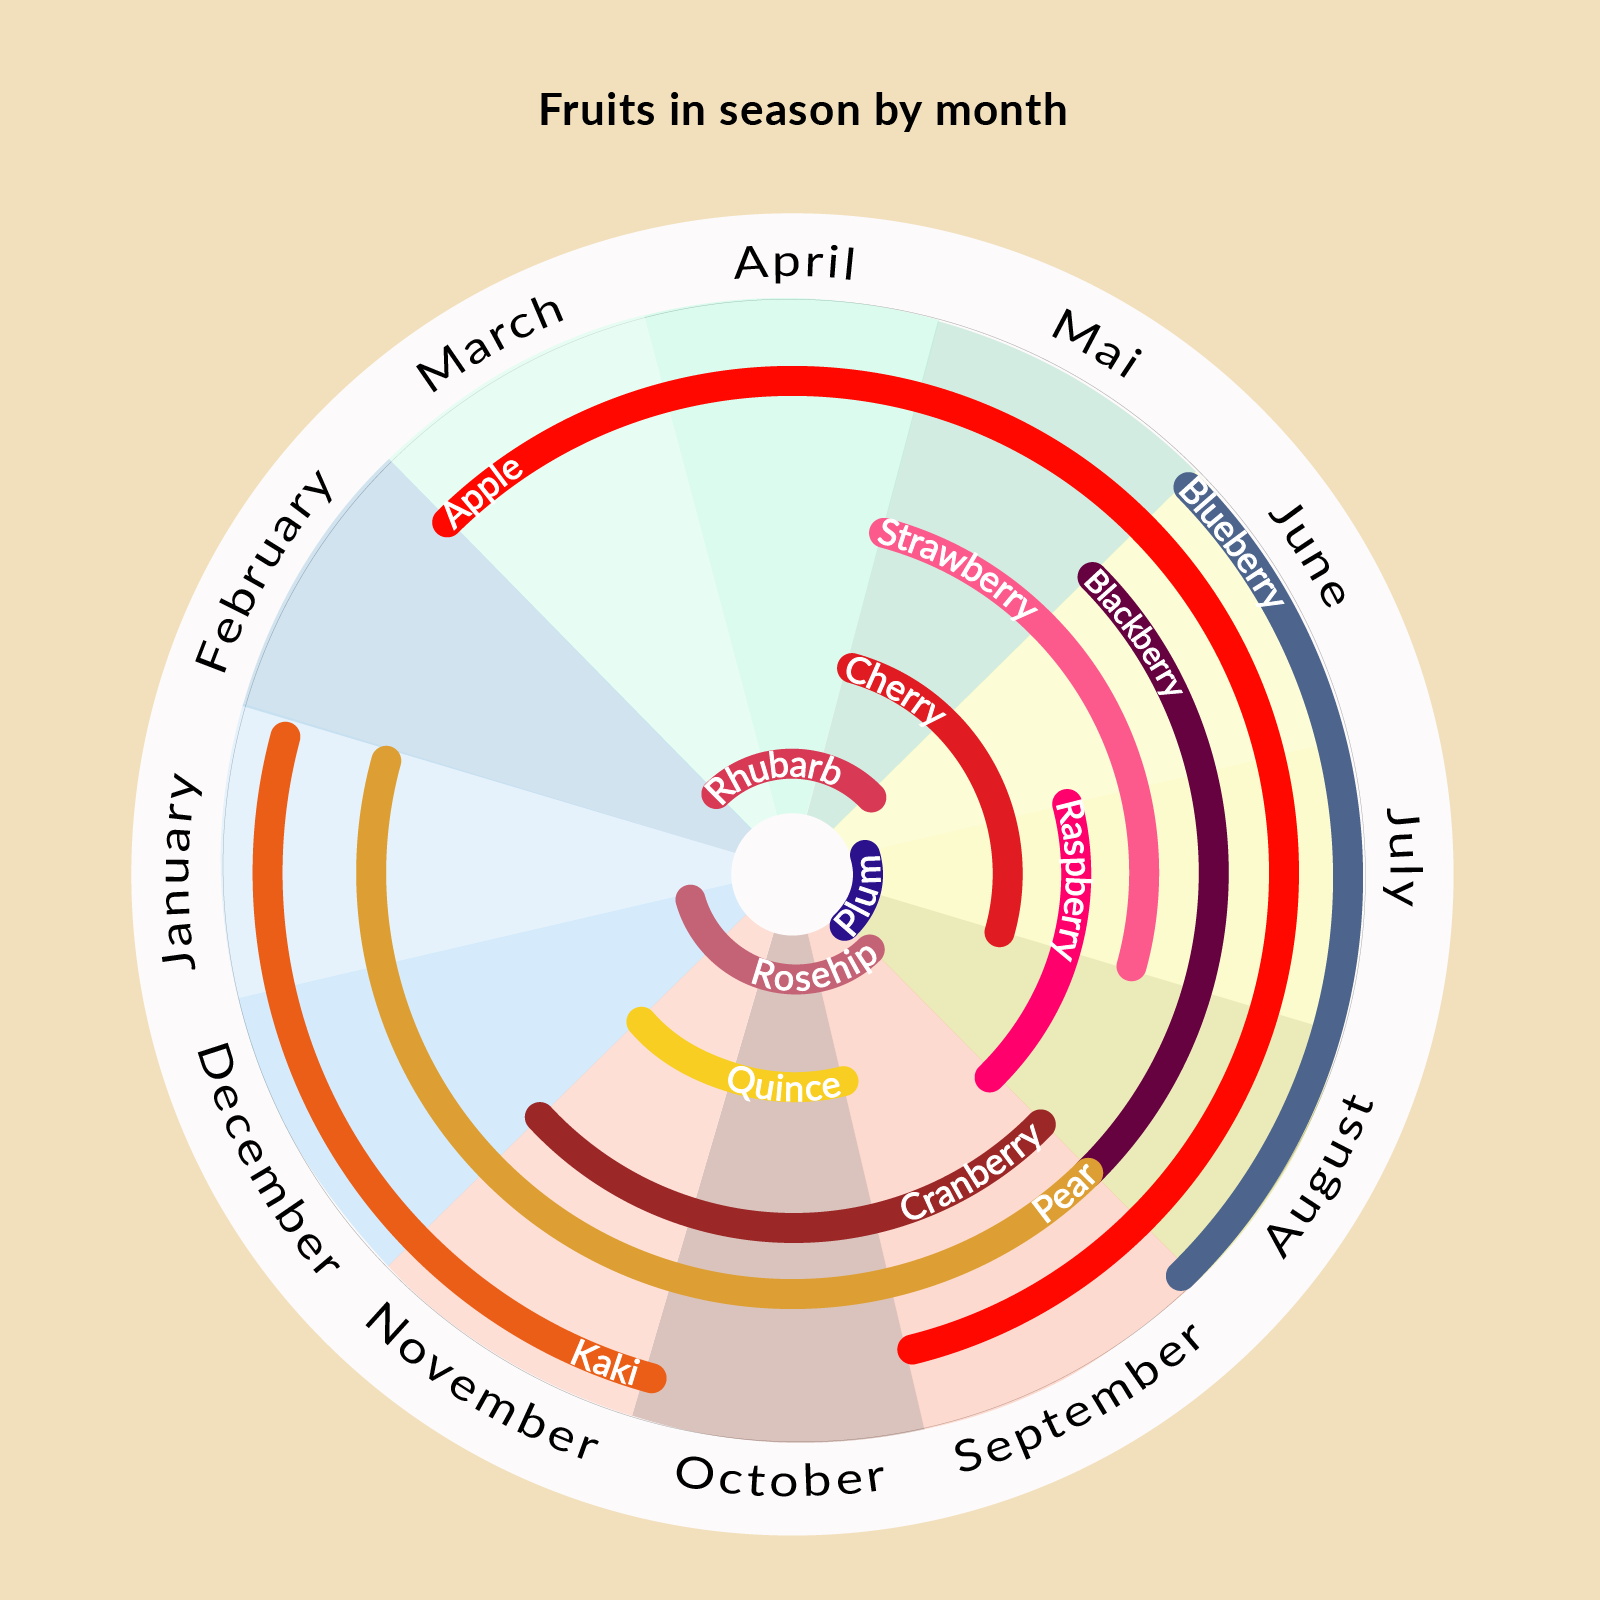 Fruits in season by month
April
Mai
June
July
August
September
October
November
December
January
February
March
Apple
Blueberry
Strawberry
Blackberry
Cherry
Rhubarb
Raspberry
Plum
Rosehip
Quince
Cranberry
Pear
Kaki